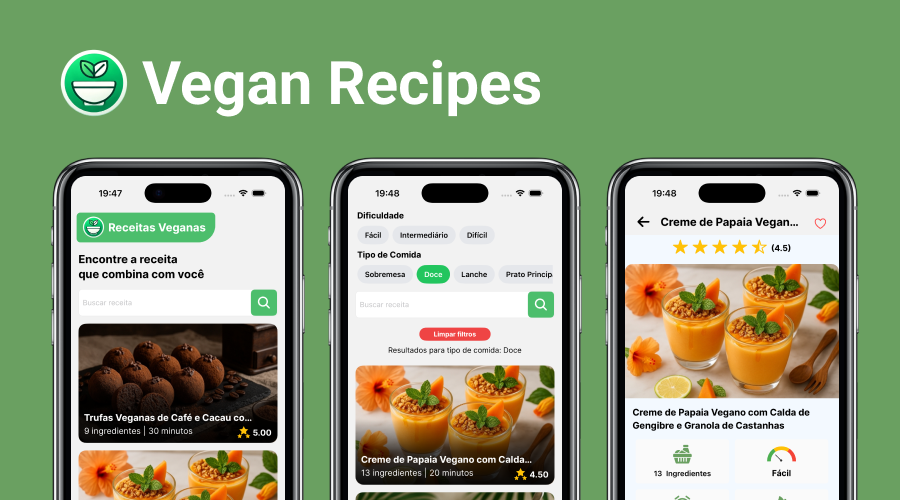 Vegan Recipes
19:47
Receitas Veganas
Encontre a receita
que combina com você
Buscar receita
Trufas Veganas de Café e Cacau co...
9 ingredientes | 30 minutos
5.00
19:48
Dificuldade
Fácil Intermediário Difícil
Tipo de Comida
Sobremesa Doce Lanche Prato Princip
Buscar receita
Limpar filtros
Resultados para tipo de comida: Doce
Creme de Papaia Vegano com Calda...
13 ingredientes | 20 minutos
4.50
19:48
Creme de Papaia Vegan...
(4.5)
Creme de Papaia Vegano com Calda de
Gengibre e Granola de Castanhas
13 Ingredientes
Fácil